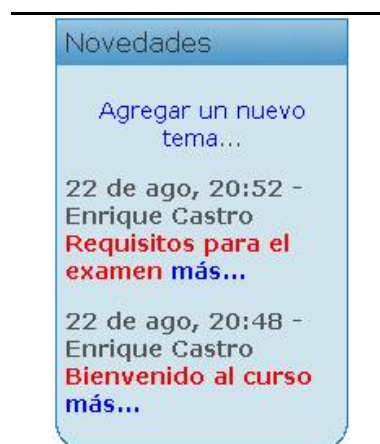 Novedades
Agregar un nuevo
tema...
22 de ago, 20:52 -
Enrique Castro
Requisitos para el
examen más...
22 de ago, 20:48 -
Enrique Castro
Bienvenido al curso
más...